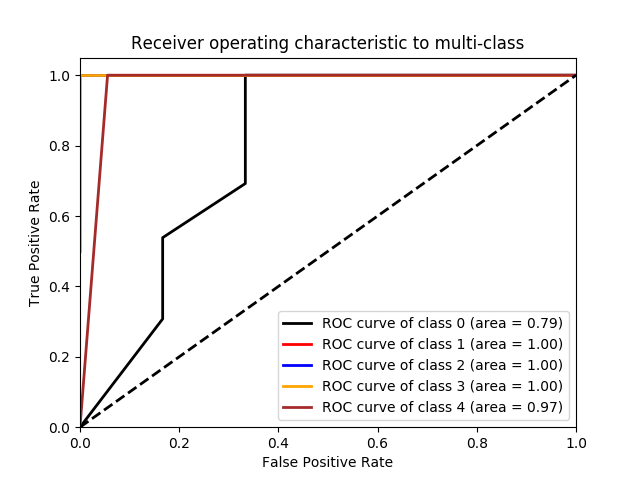 Receiver operating characteristic to multi-class
1.0
0.8
0.6
0.4
0.2
0.0
True Positive Rate
ROC curve of class 0 (area = 0.79)
ROC curve of class 1 (area = 1.00)
ROC curve of class 2 (area = 1.00)
ROC curve of class 3 (area = 1.00)
ROC curve of class 4 (area = 0.97)
0.0 0.2 0.4 0.6 0.8 1.0
False Positive Rate